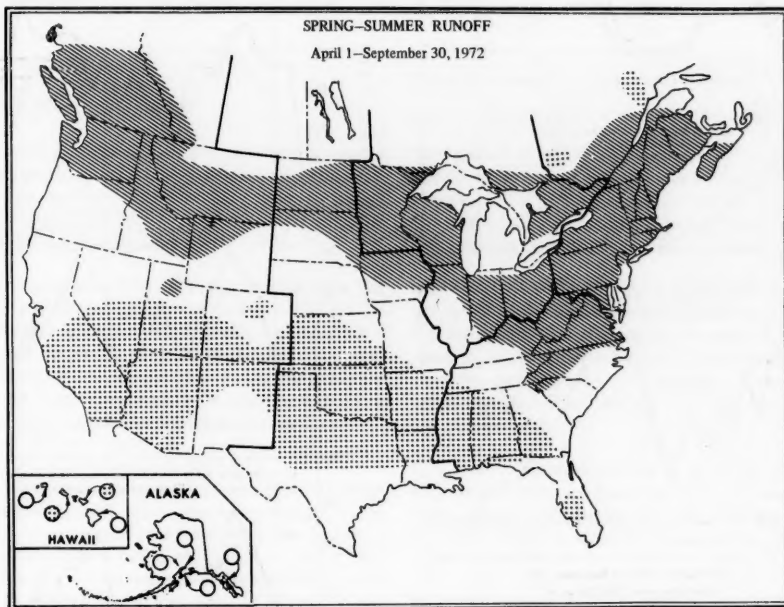 SPRING–SUMMER RUNOFF
April 1–September 30, 1972
ALASKA
HAWAII